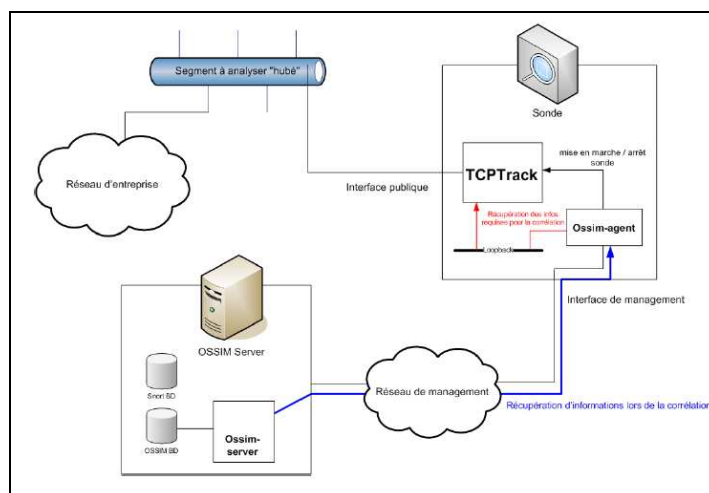 Segment à analyser "hubé"
Sonde
Réseau d'entreprise
Interface publique
TCPTrack
mise en marche / arrêt
sonde
Récupération des infos
requises pour la corrélation
Ossim-agent
Loopback
Interface de management
OSSIM Server
Snort BD
OSSIM BD
Ossim-
server
Réseau de management
Récupération d'informations lors de la corrélation